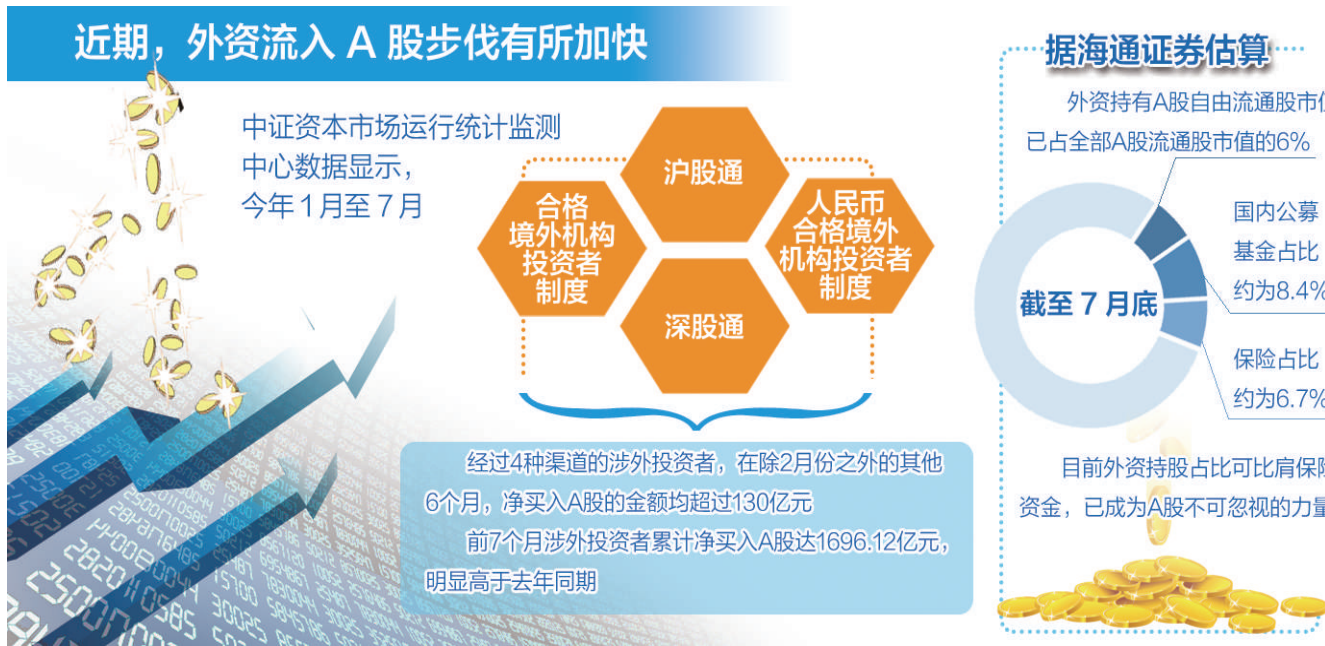 近期，外资流入 A 股步伐有所加快
中证资本市场运行统计监测
中心数据显示，
今年 1 月至 7 月
沪股通
合格
境外机构
投资者
制度
人民币
合格境外
机构投资者
制度
深股通
经过4种渠道的涉外投资者，在除2月份之外的其他
6个月，净买入A股的金额均超过130亿元
前7个月涉外投资者累计净买入A股达1696.12亿元，
明显高于去年同期
据海通证券估算
外资持有A股自由流通股市
已占全部A股流通股市值的6%
国内公募
基金占比
约为8.4%
截至 7 月底
保险占比
约为6.7%
目前外资持股占比可比肩保险
资金，已成为A股不可忽视的力量